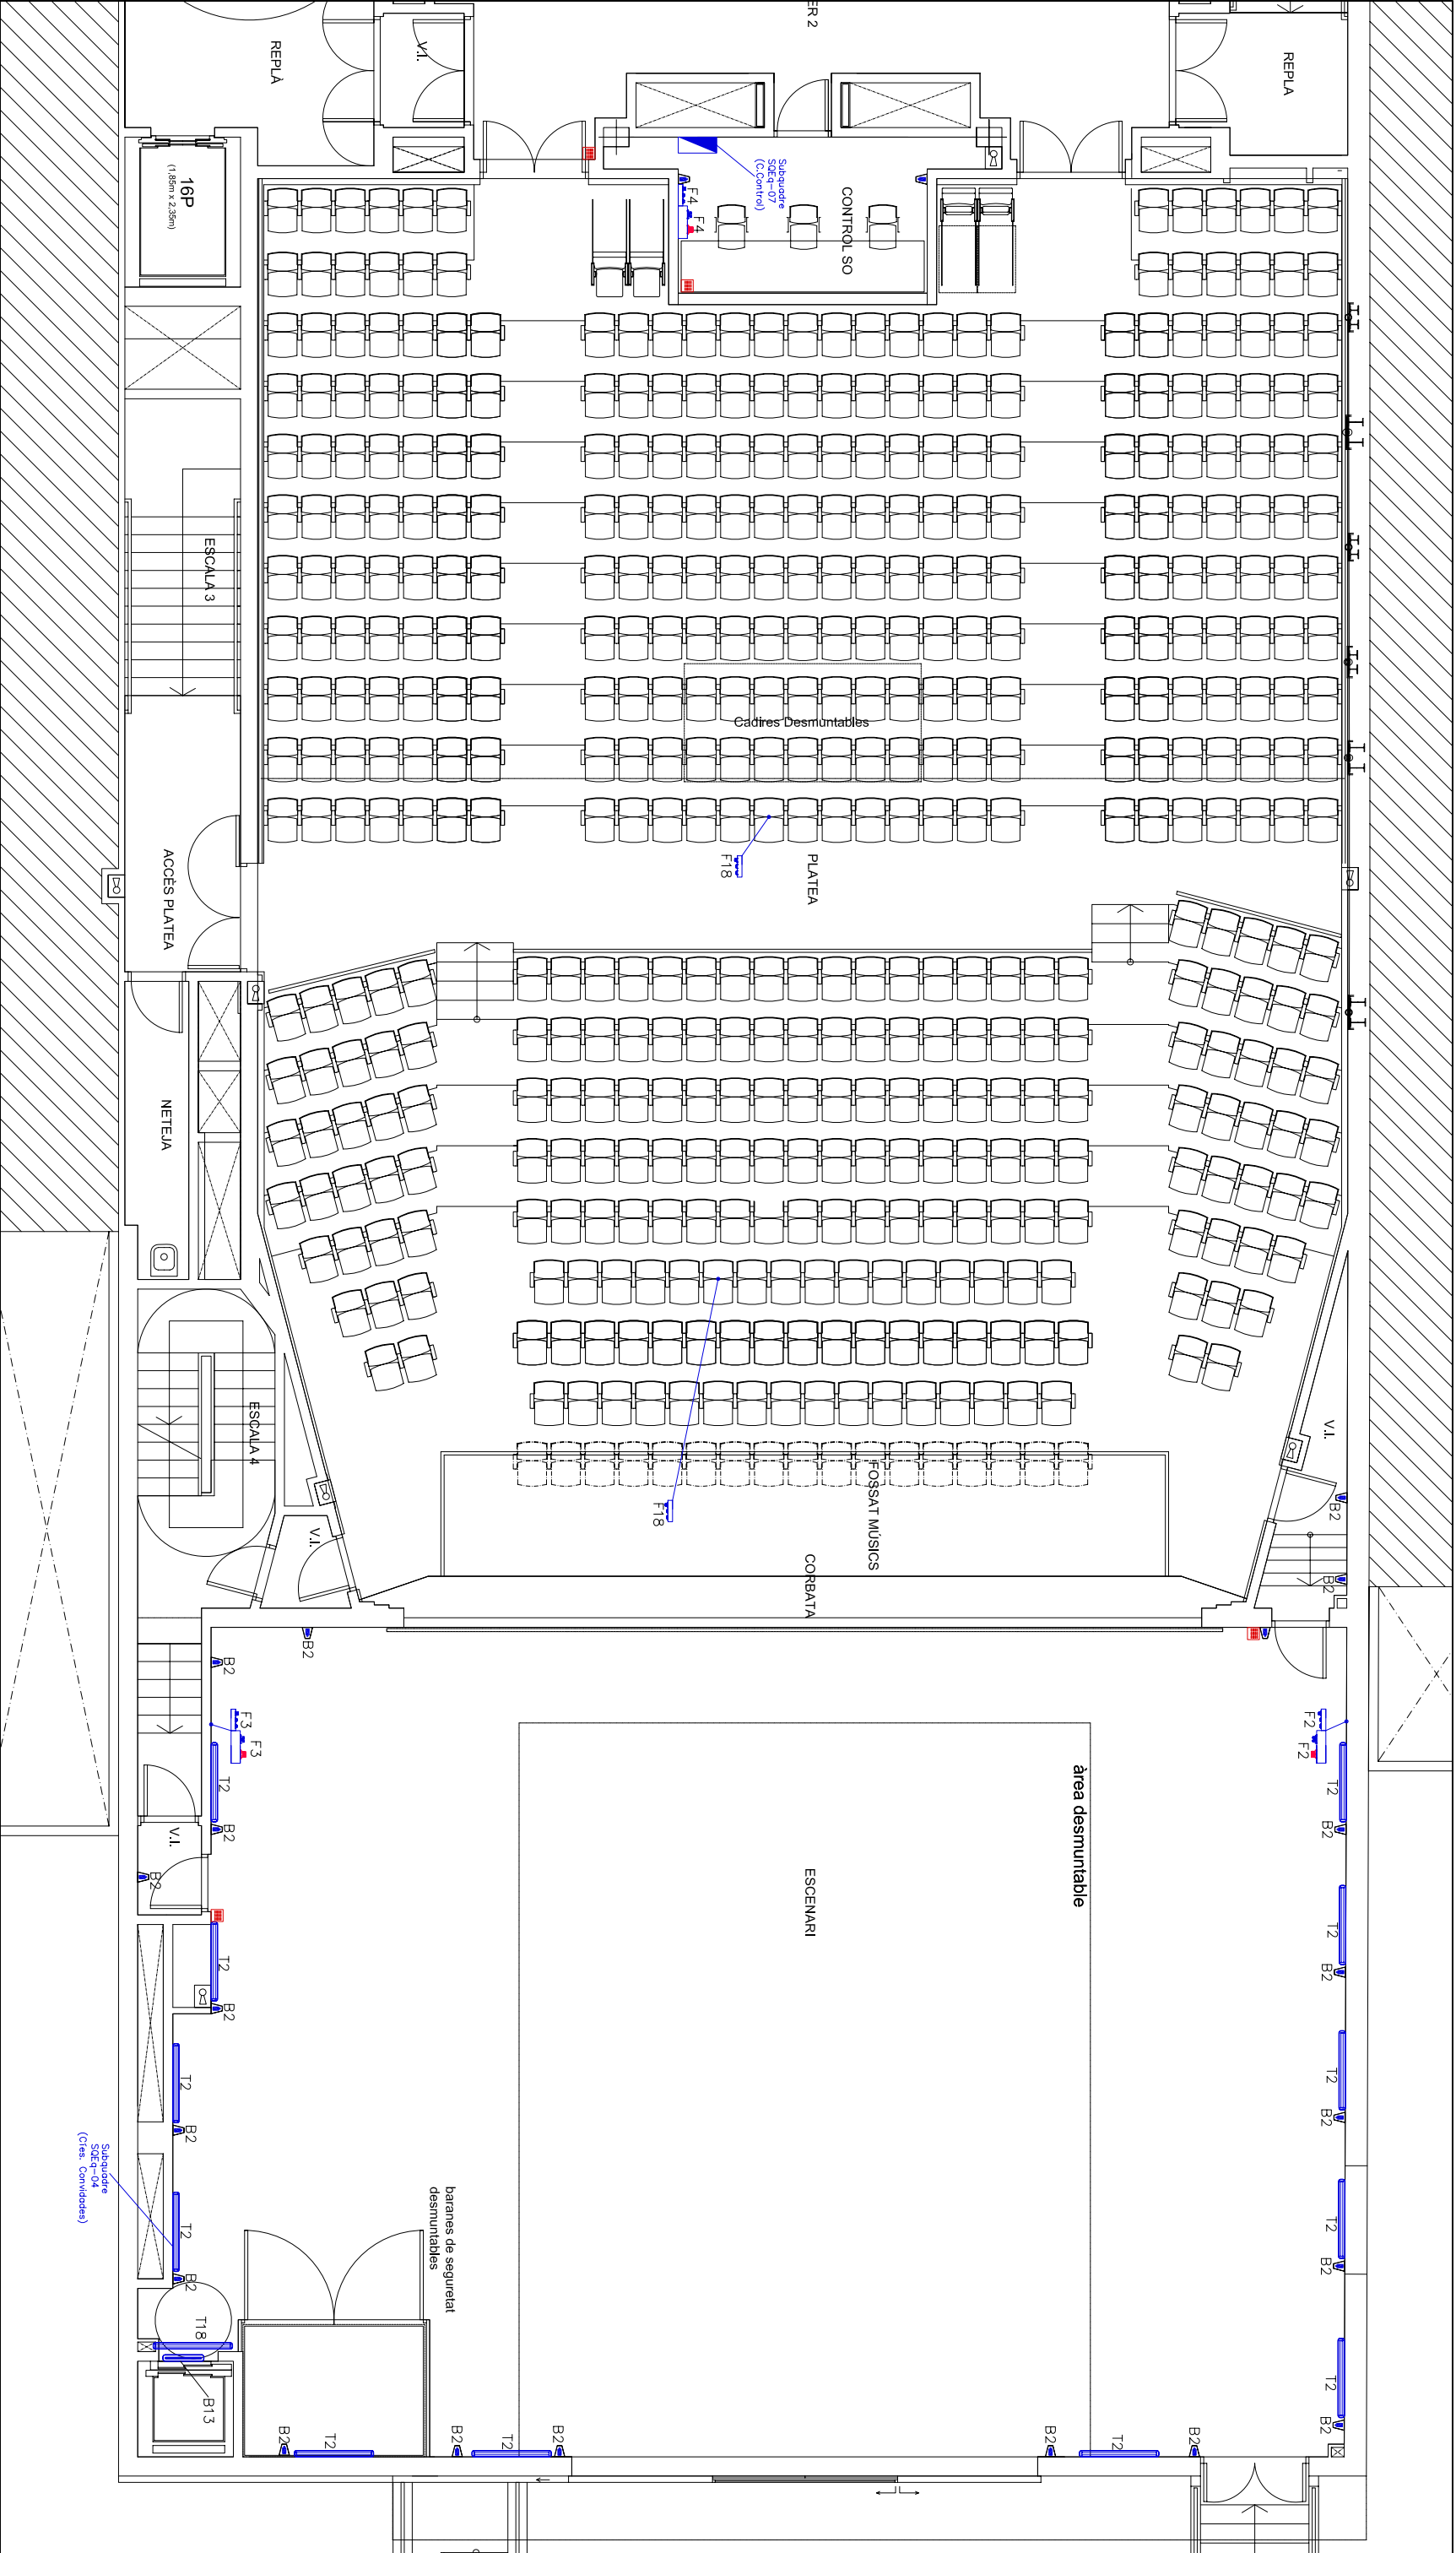 ER 2
REPLÀ
V.I.
REPLA
16P
(1,85m x 2,35m)
Subquadre
SQEq-07
(C.Control)
F4
F4
CONTROL SO
ESCALA 3
Cadires Desmuntables
ACCÈS PLATEA
F18
PLATEA
NETEJA
ESCALA 4
V.I.
F18
FOSSAT MÚSICS
V.I.
B2
B2
CORBATA
B2
B2
F3
F3
F2
F2
T2
T2
àrea desmuntable
B2
B2
V.I.
B2
ESCENARI
T2
T2
B2
B2
T2
T2
B2
B2
Subquadre
SQEq-04
(Ctes. Convidades)
T2
T2
B2
B2
baranes de seguretat
desmuntables
T18
T2
B13
B2
B2
T2
B2
T2
B2
B2
T2
B2